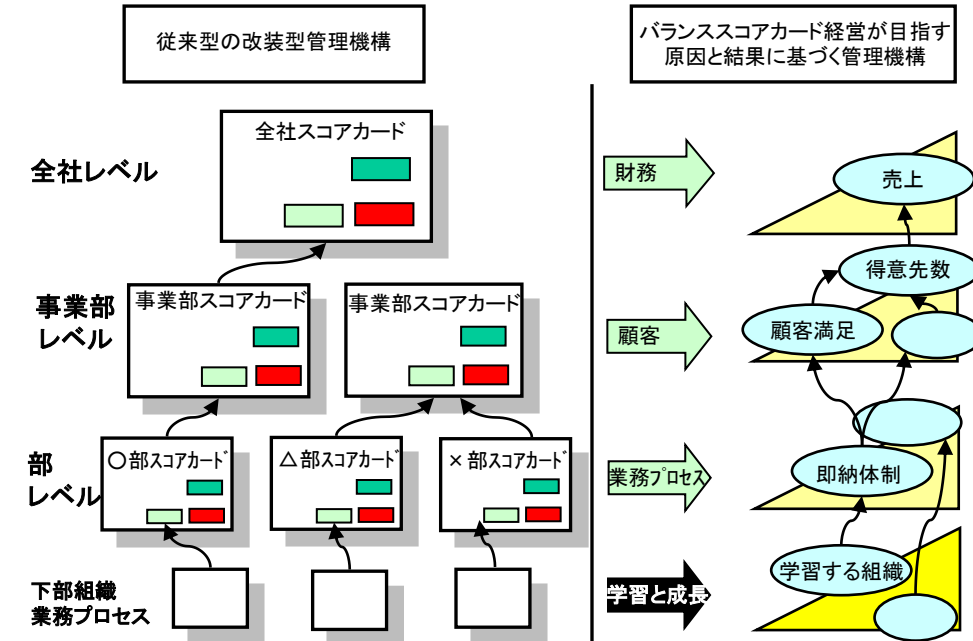 従来型の改装型管理機構
バランススコアカード経営が目指す
原因と結果に基づく管理機構
全社レベル
全社スコアカード
事業部
レベル
事業部スコアカード
事業部スコアカード
部
レベル
〇部スコアカード
△部スコアカード
×部スコアカード
下部組織
業務プロセス
財務
売上
得意先数
顧客
顧客満足
業務プロセス
即納体制
学習と成長
学習する組織